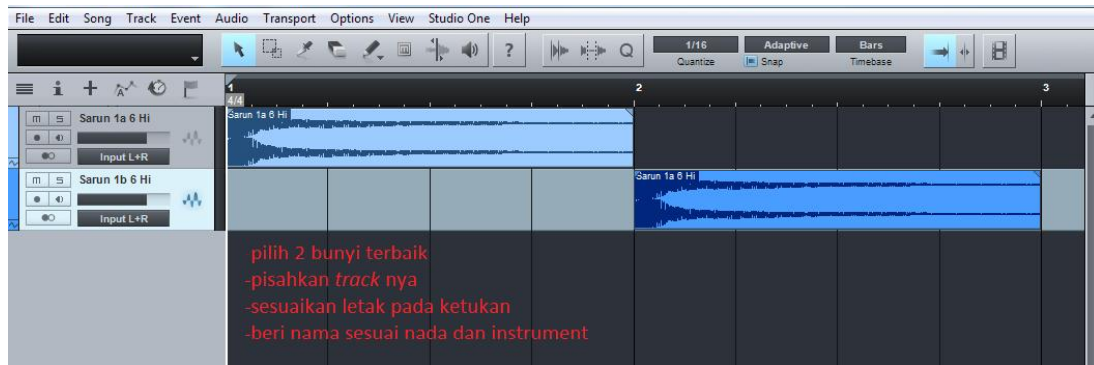 File Edit Song Track Event Audio Transport Options View Studio One Help
? Q 1/16 Adaptive Bars
Quantize Snap Timebase
1 2 3
4/4
M S Sarun 1a 6 Hi
Sarun 1a 6 Hi
Input L+R
M S Sarun 1b 6 Hi
Sarun 1a 6 Hi
Input L+R
pilih 2 bunyi terbaik
-pisahkan track nya
-sesuaikan letak pada ketukan
-beri nama sesuai nada dan instrument